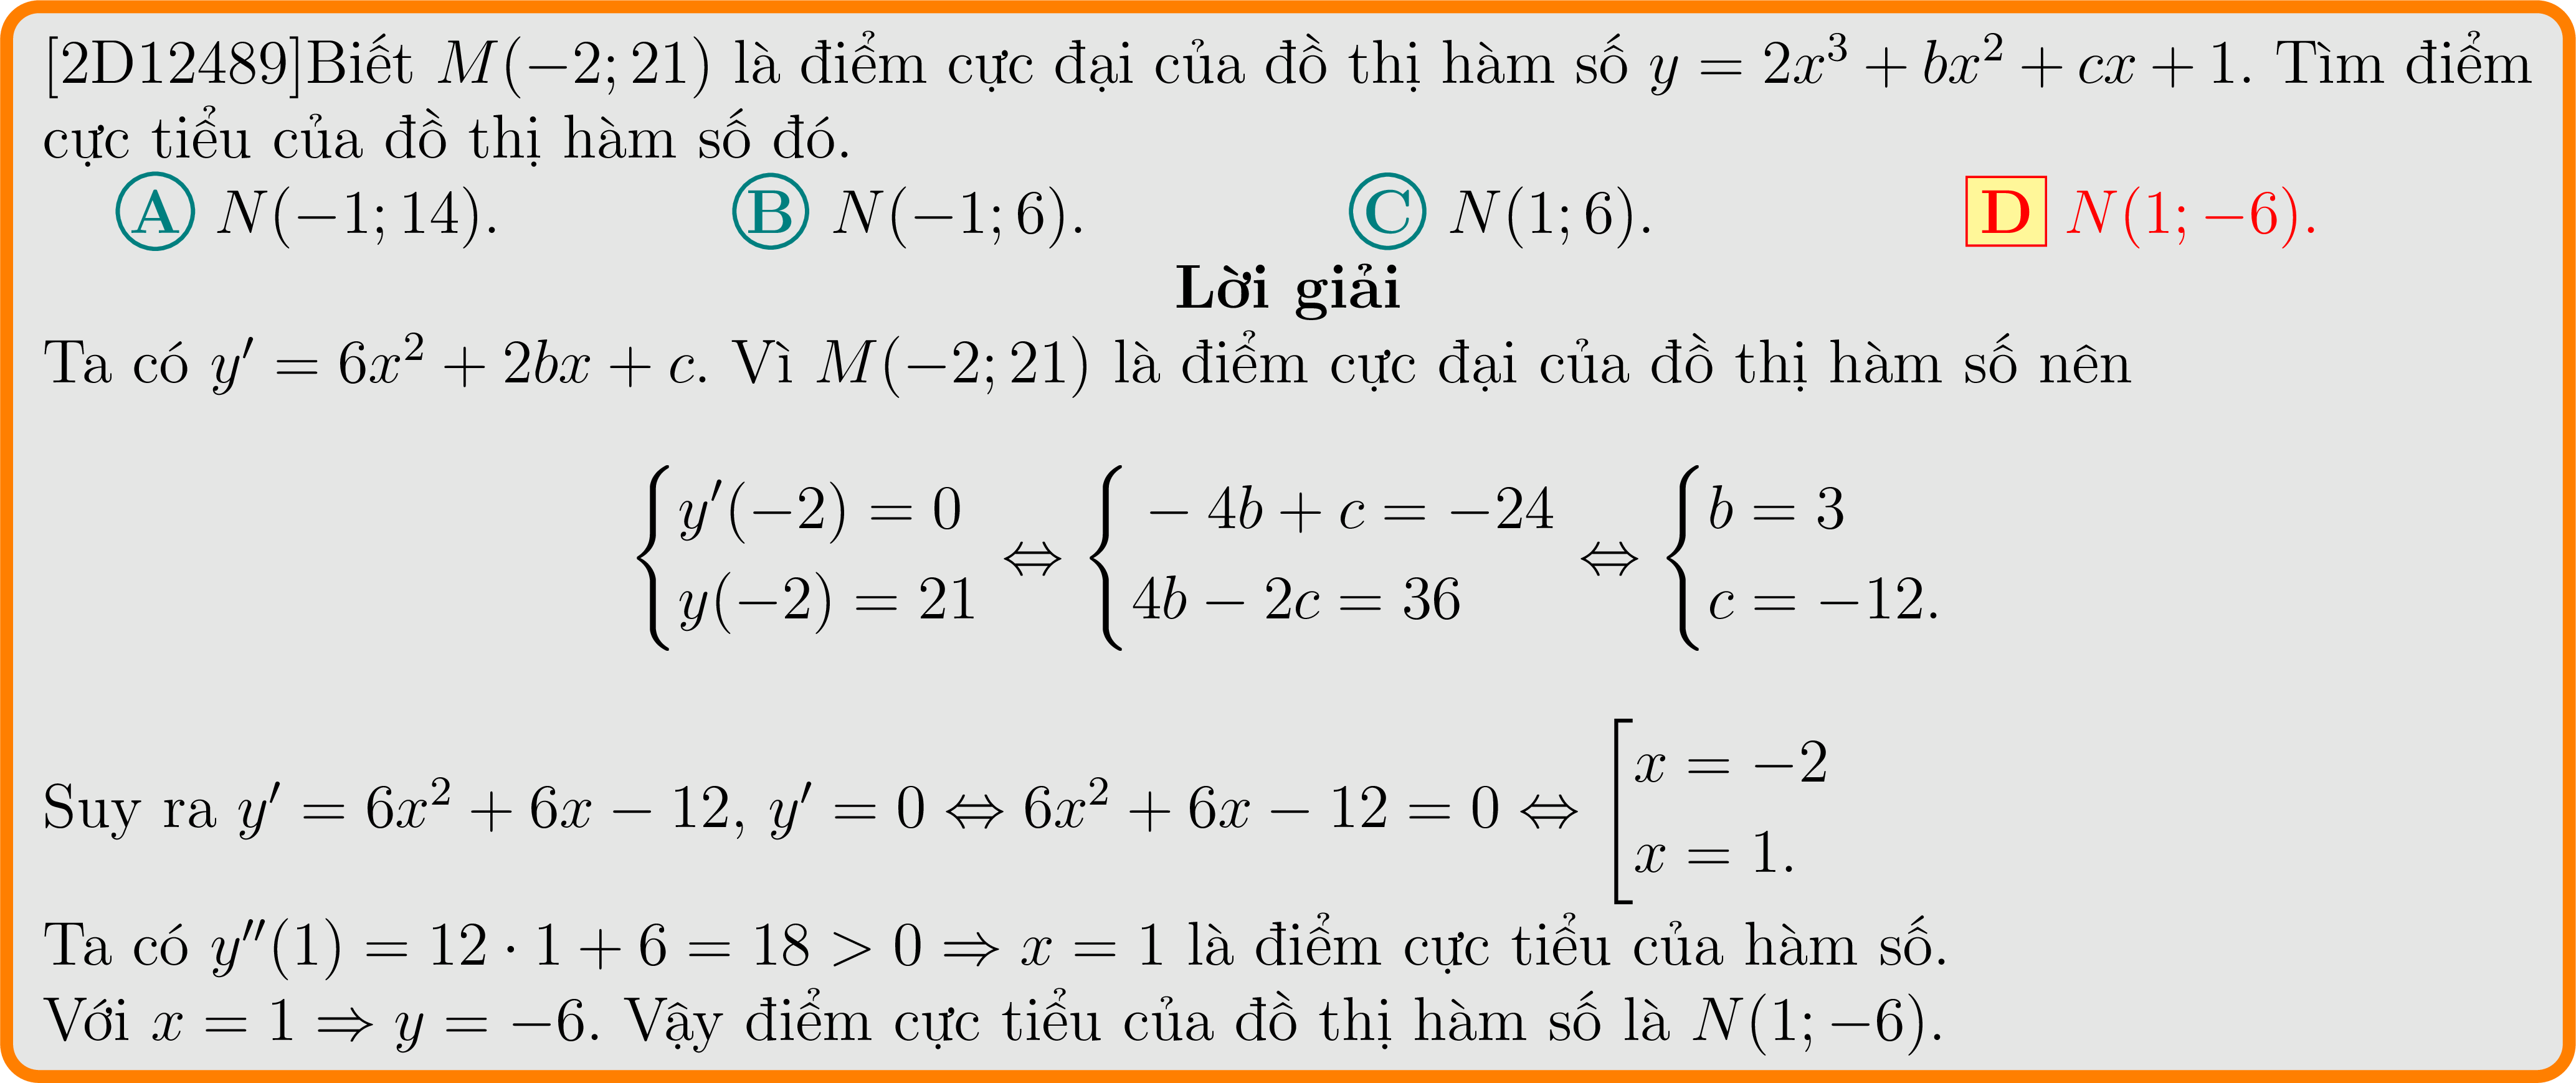 [2D12489]Biết M(−2; 21) là điểm cực đại của đồ thị hàm số y = 2x³ + bx² + cx + 1. Tìm điểm
cực tiểu của đồ thị hàm số đó.
A N(−1; 14). B N(−1; 6). C N(1; 6). D N(1; −6).
Lời giải
Ta có y′ = 6x² + 2bx + c. Vì M(−2; 21) là điểm cực đại của đồ thị hàm số nên
{ y′(−2) = 0 ⇔ { − 4b + c = −24 ⇔ { b = 3
y(−2) = 21 4b − 2c = 36 c = −12.
Suy ra y′ = 6x² + 6x − 12, y′ = 0 ⇔ 6x² + 6x − 12 = 0 ⇔ [ x = −2
x = 1.
Ta có y″(1) = 12 · 1 + 6 = 18 > 0 ⇒ x = 1 là điểm cực tiểu của hàm số.
Với x = 1 ⇒ y = −6. Vậy điểm cực tiểu của đồ thị hàm số là N(1; −6).